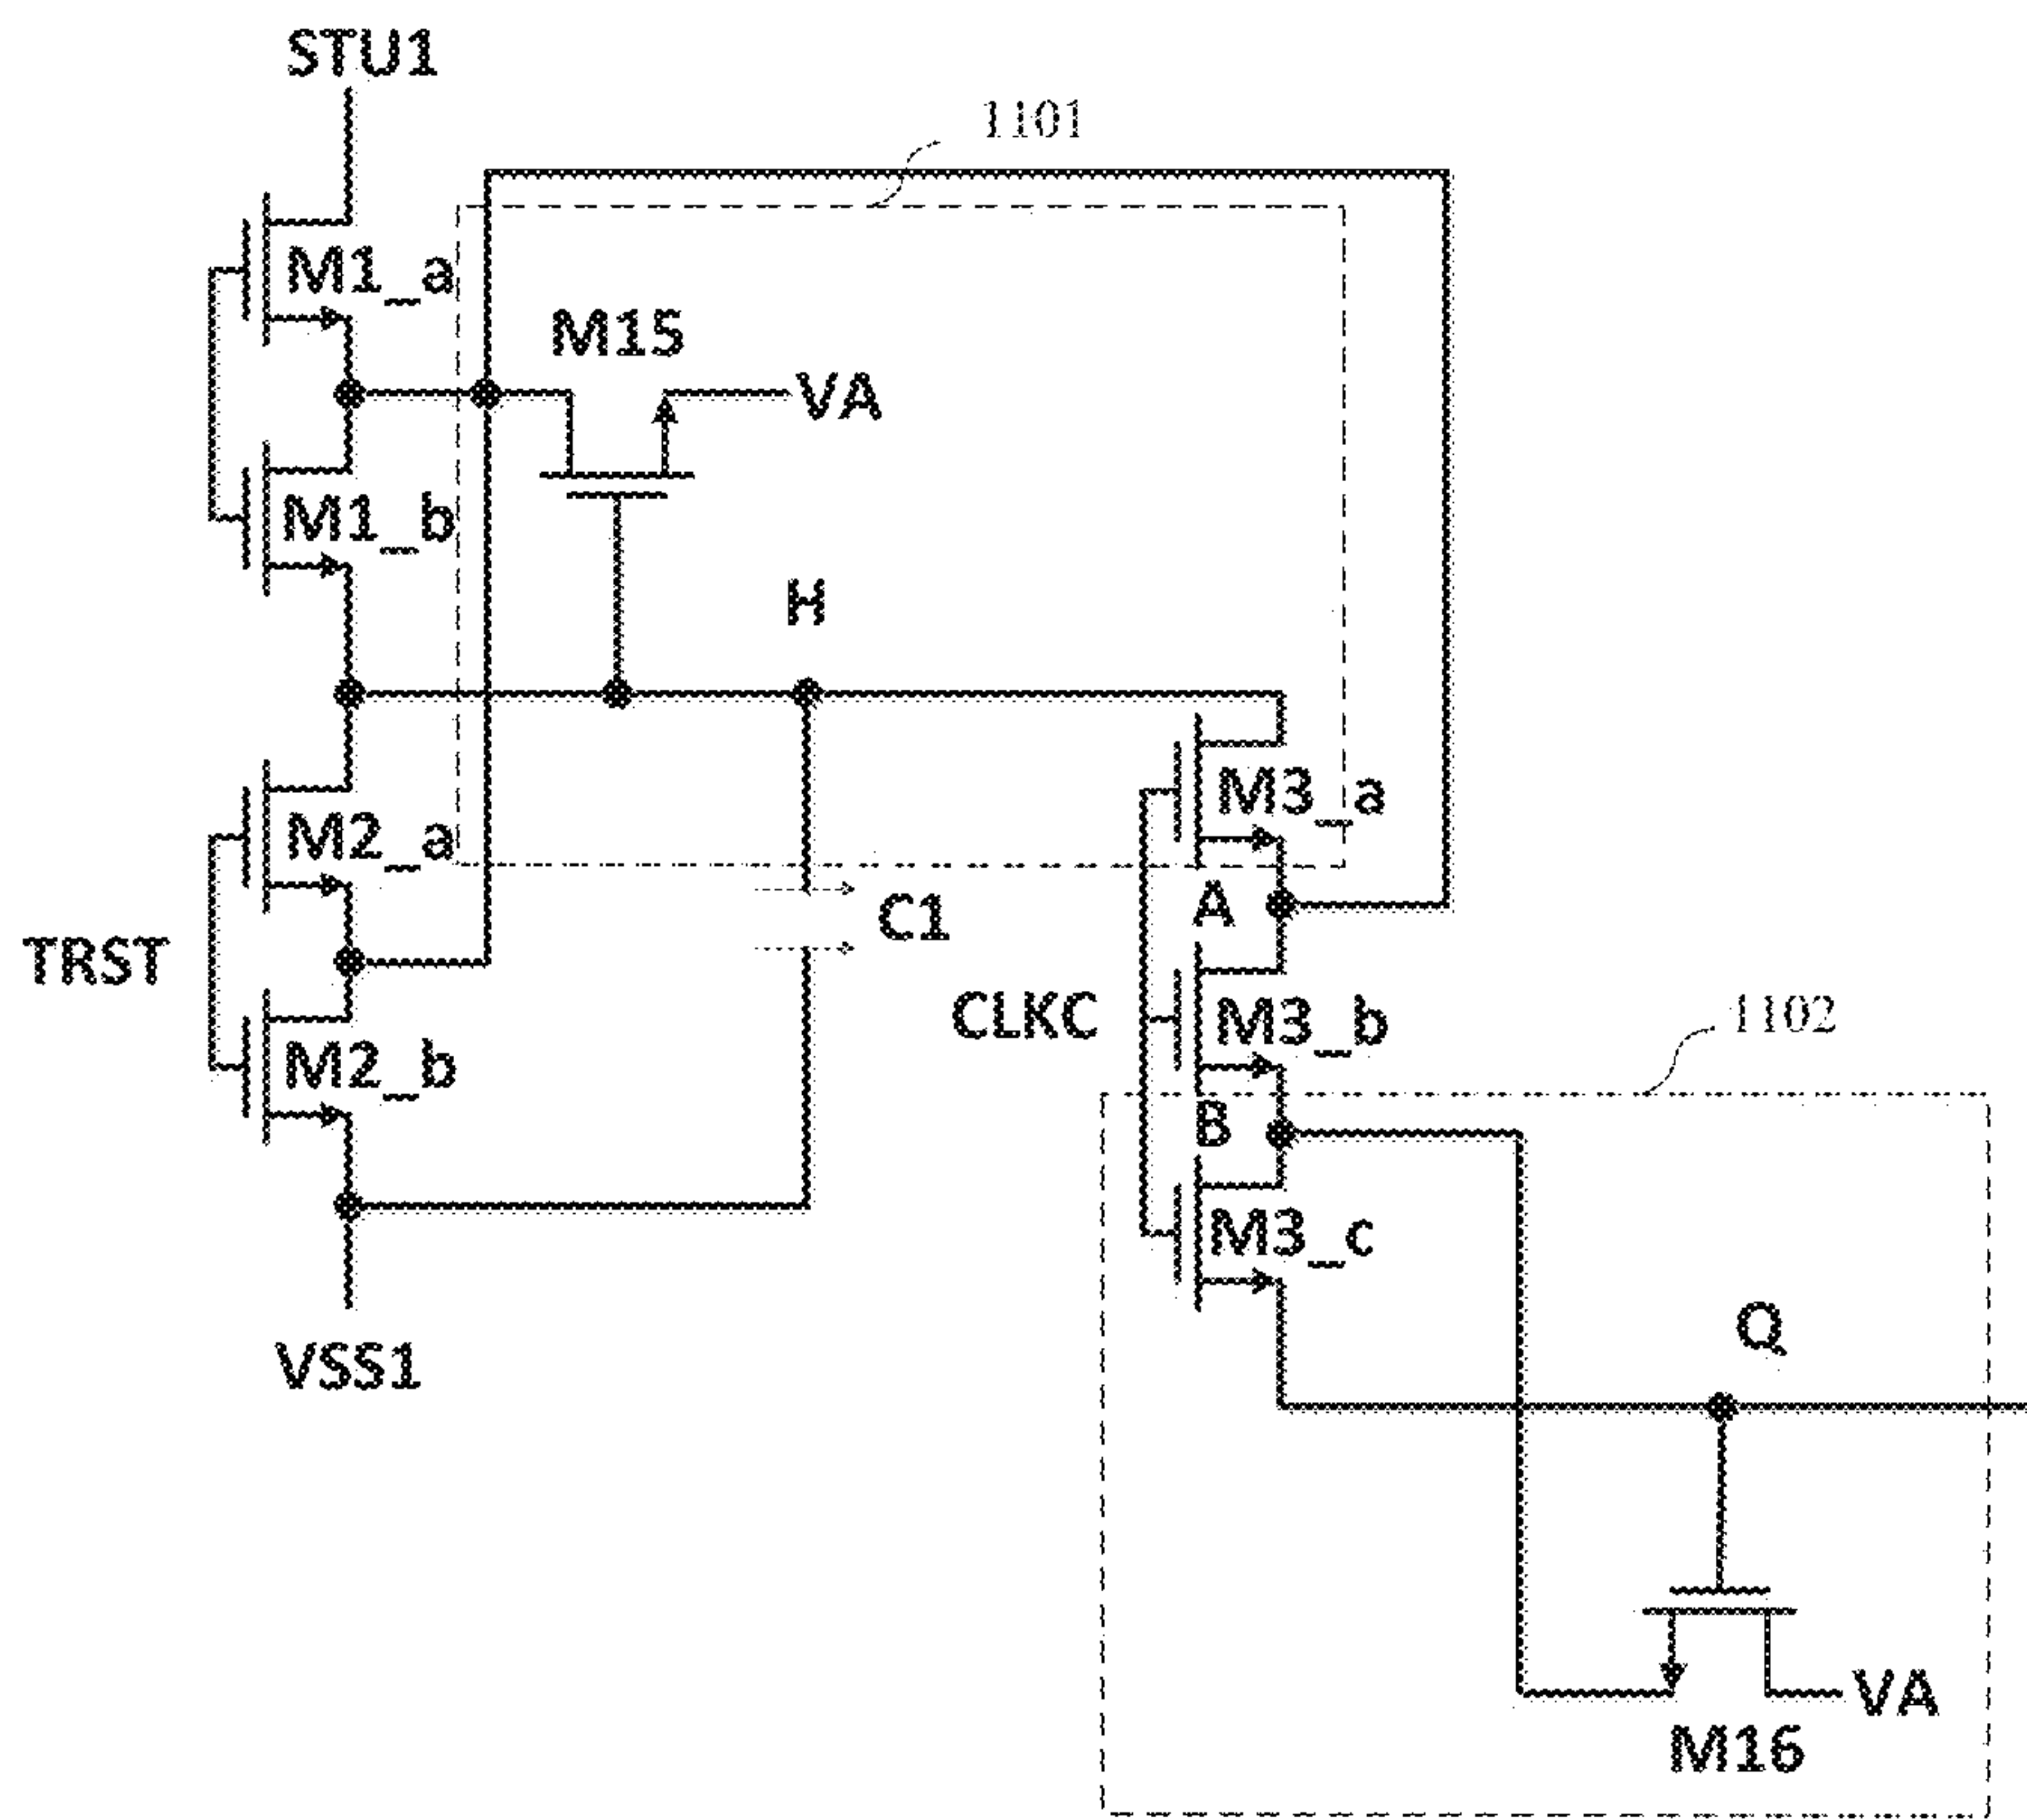 STU1
1101
M1_a
M15
VA
M1_b
H
M3_a
M2_a
A
C1
TRST
CLKC
M3_b
1102
M2_b
B
M3_c
Q
VSS1
VA
M16